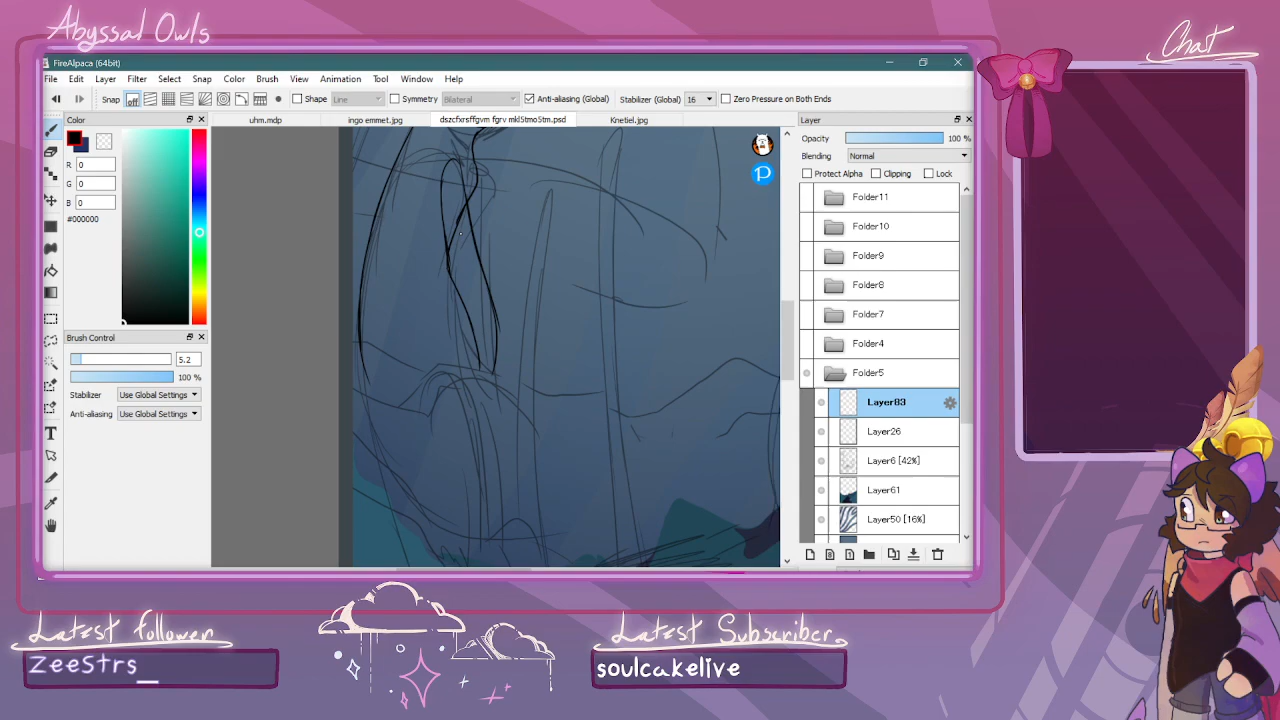 Abyssal Owls
Chat
FireAlpaca (64bit)
File Edit Layer Filter Select Snap Color Brush View Animation Tool Window Help
Snap off Shape Line Symmetry Bilateral Anti-aliasing (Global) Stabilizer (Global) 16 Zero Pressure on Both Ends
Color
uhm.mdp ingo emmet.jpg dszcfxrsffgvm fgrv mkl5tmo5tm.psd Knetiel.jpg
Layer
R 0
G 0
B 0
#000000
Opacity 100 %
Blending Normal
Protect Alpha Clipping Lock
Folder11
Folder10
Folder9
Folder8
Folder7
Folder4
Folder5
Layer83
Layer26
Layer6 [42%]
Layer61
Layer50 [16%]
Brush Control
5.2
100 %
Stabilizer Use Global Settings
Anti-aliasing Use Global Settings
Latest follower
zeestrs_
Latest Subscriber
soulcakelive